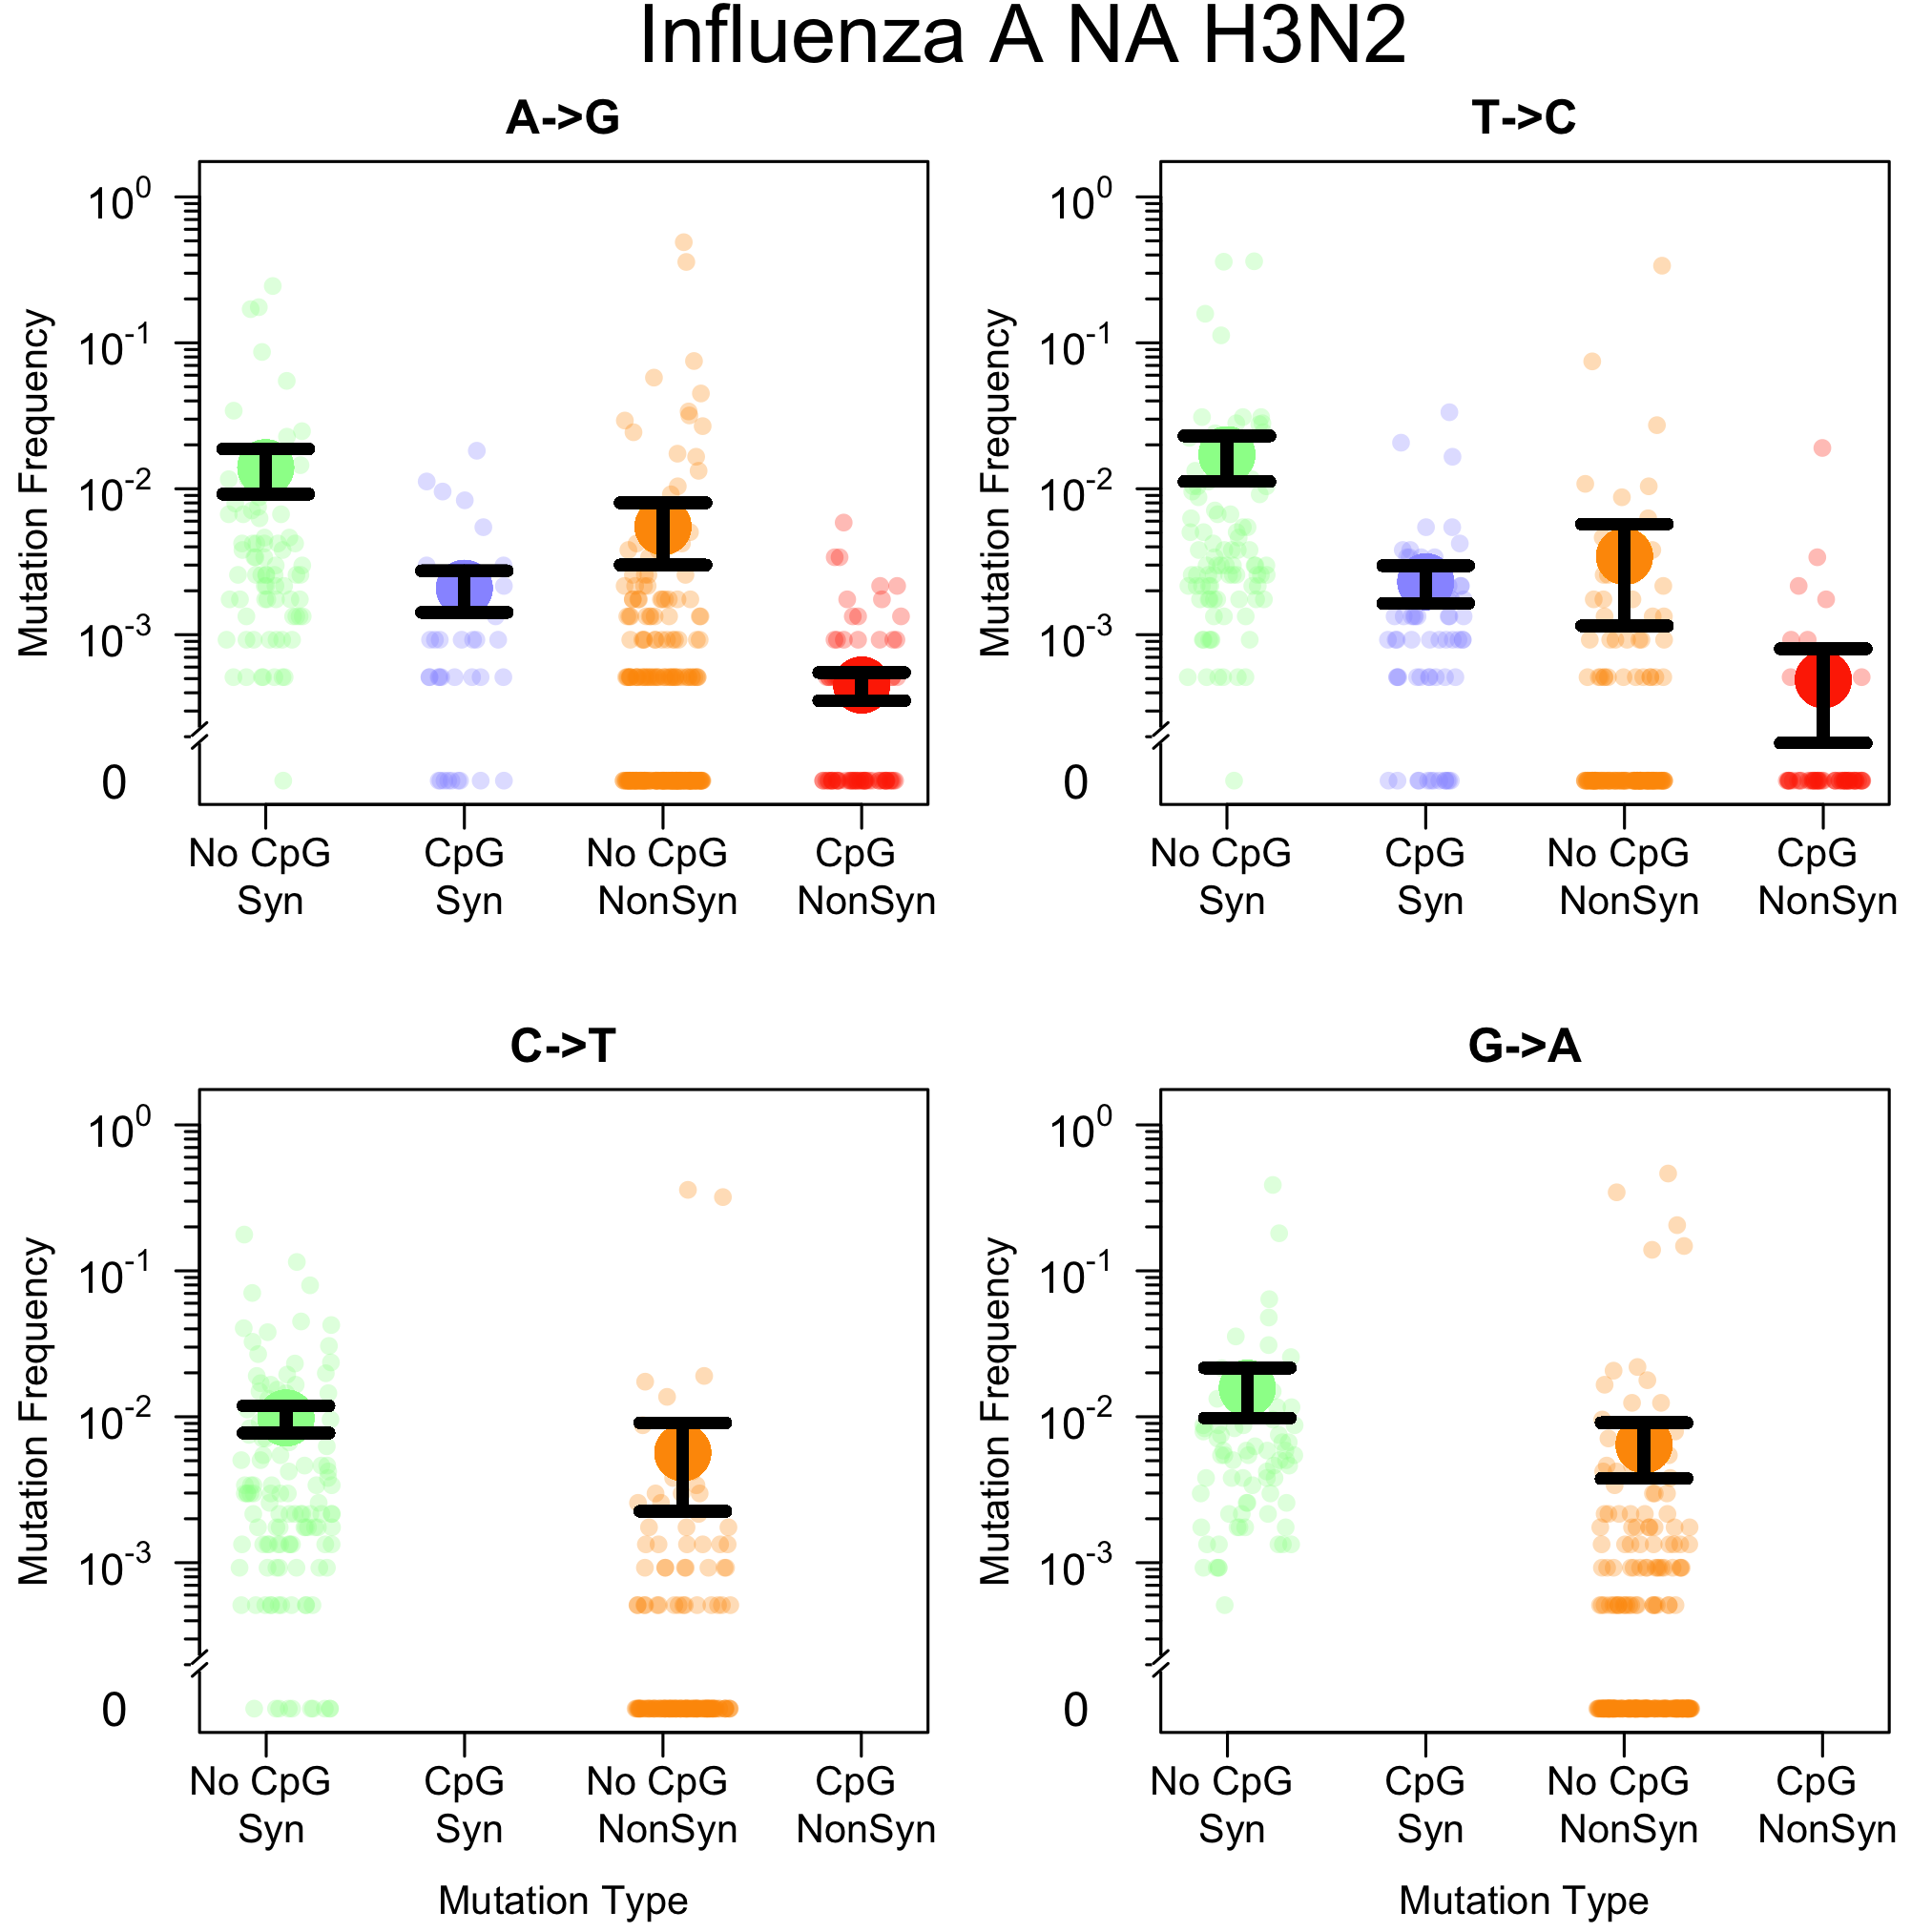 Influenza A NA H3N2
A->G
Mutation Frequency
10^0
10^-1
10^-2
10^-3
0
No CpG Syn
CpG Syn
No CpG NonSyn
CpG NonSyn
T->C
Mutation Frequency
10^0
10^-1
10^-2
10^-3
0
No CpG Syn
CpG Syn
No CpG NonSyn
CpG NonSyn
C->T
Mutation Frequency
10^0
10^-1
10^-2
10^-3
0
No CpG Syn
CpG Syn
No CpG NonSyn
CpG NonSyn
Mutation Type
G->A
Mutation Frequency
10^0
10^-1
10^-2
10^-3
0
No CpG Syn
CpG Syn
No CpG NonSyn
CpG NonSyn
Mutation Type